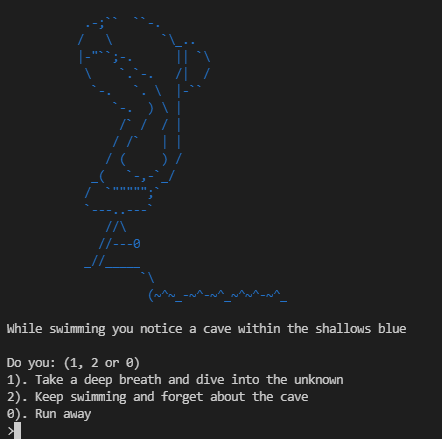 While swimming you notice a cave within the shallows blue
Do you: (1, 2 or 0)
1). Take a deep breath and dive into the unknown
2). Keep swimming and forget about the cave
0). Run away
>